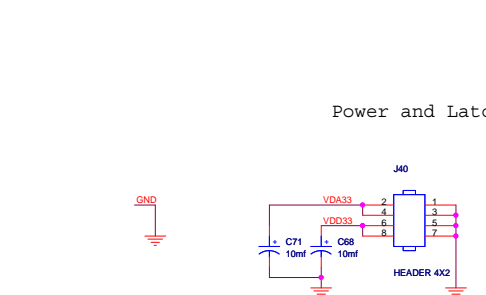 Power and Latc
J40
GND
VDA33
2 1
4 3
VDD33
6 5
8 7
+ C71 + C68
10mf 10mf
HEADER 4X2